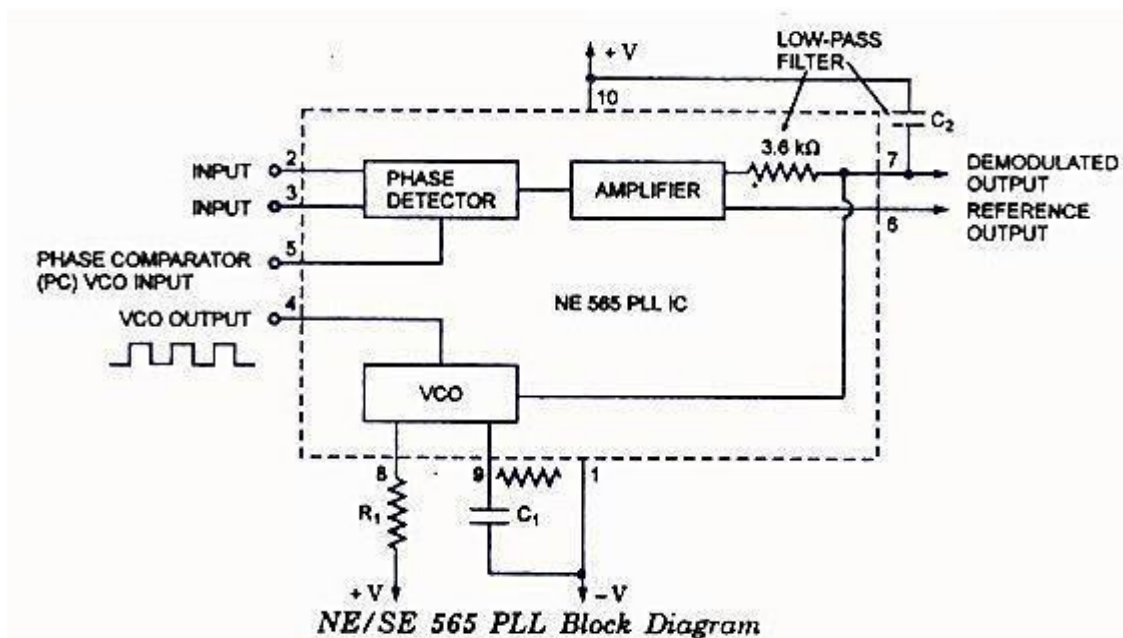 + V
LOW-PASS
FILTER
10
C2
3.6 kΩ
2
INPUT
PHASE
DETECTOR
AMPLIFIER
7
DEMODULATED
OUTPUT
3
INPUT
6
REFERENCE
OUTPUT
5
PHASE COMPARATOR
(PC) VCO INPUT
NE 565 PLL IC
4
VCO OUTPUT
VCO
8
9
1
R1
C1
+ V
– V
NE/SE 565 PLL Block Diagram